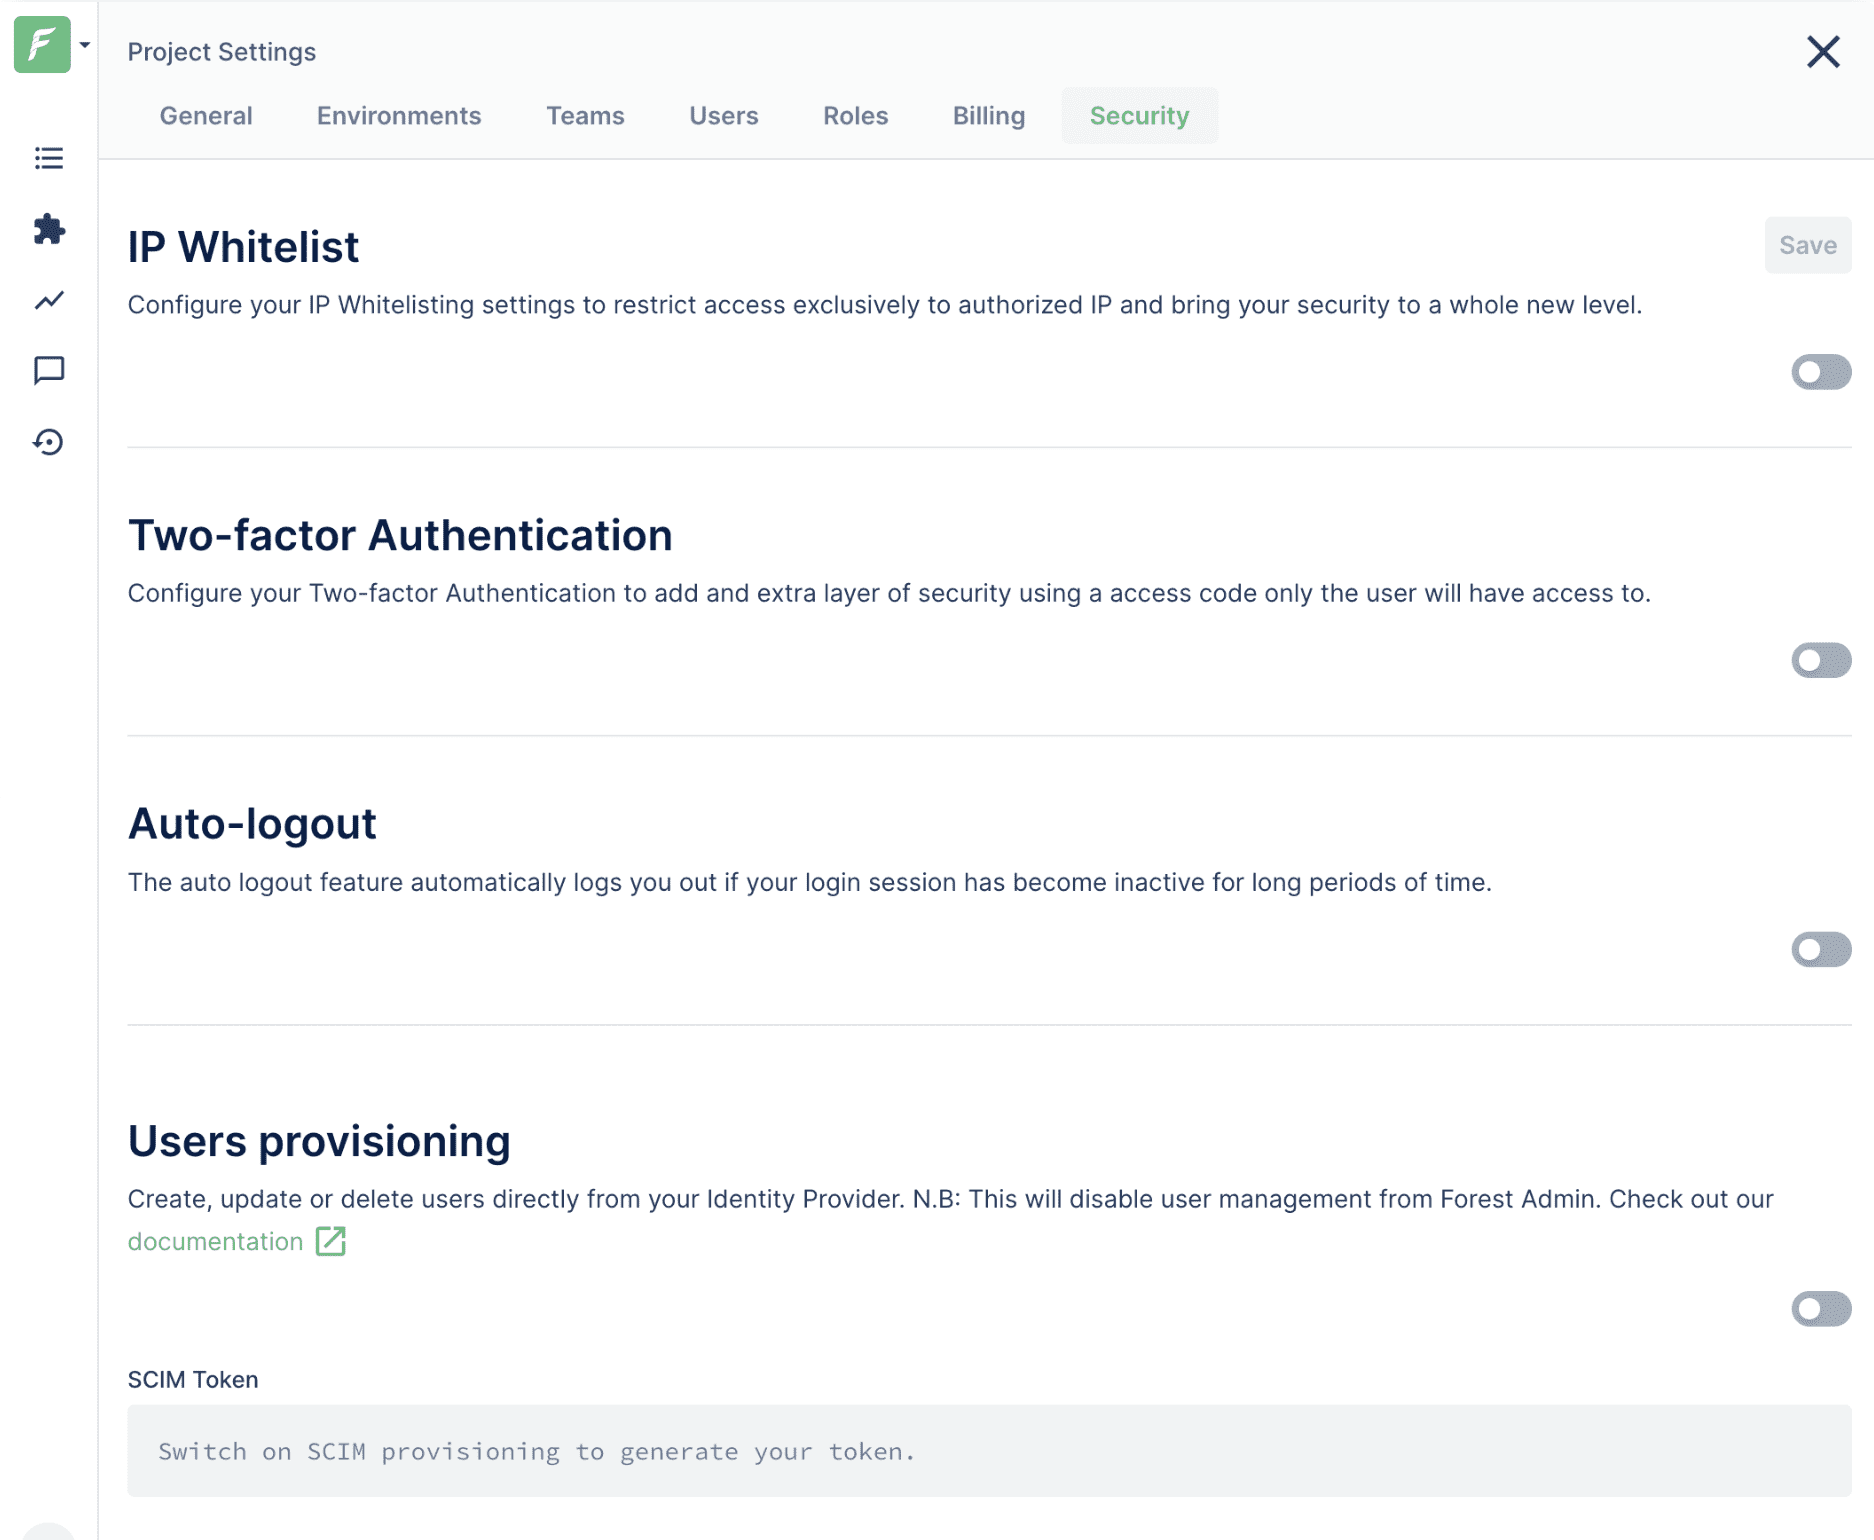 Project Settings
General Environments Teams Users Roles Billing Security
IP Whitelist
Save
Configure your IP Whitelisting settings to restrict access exclusively to authorized IP and bring your security to a whole new level.
Two-factor Authentication
Configure your Two-factor Authentication to add and extra layer of security using a access code only the user will have access to.
Auto-logout
The auto logout feature automatically logs you out if your login session has become inactive for long periods of time.
Users provisioning
Create, update or delete users directly from your Identity Provider. N.B: This will disable user management from Forest Admin. Check out our
documentation
SCIM Token
Switch on SCIM provisioning to generate your token.